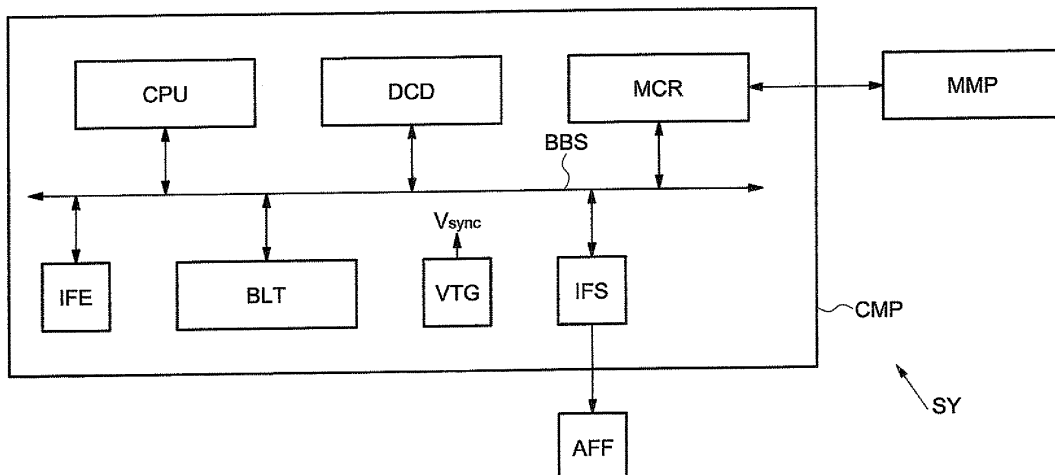 CPU
DCD
MCR
MMP
BBS
Vsync
IFE
BLT
VTG
IFS
CMP
SY
AFF